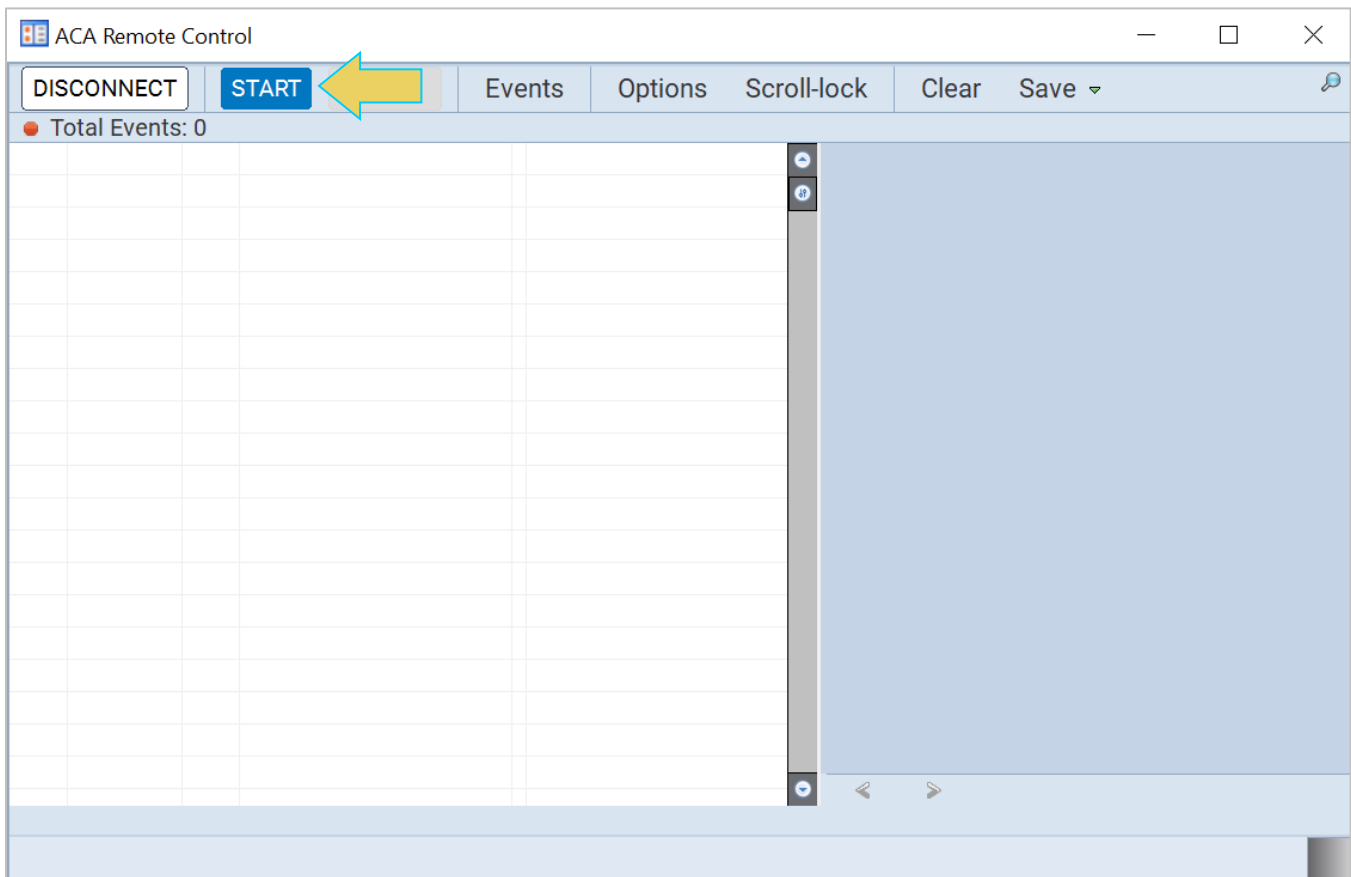 ACA Remote Control
DISCONNECT START Events Options Scroll-lock Clear Save
Total Events: 0